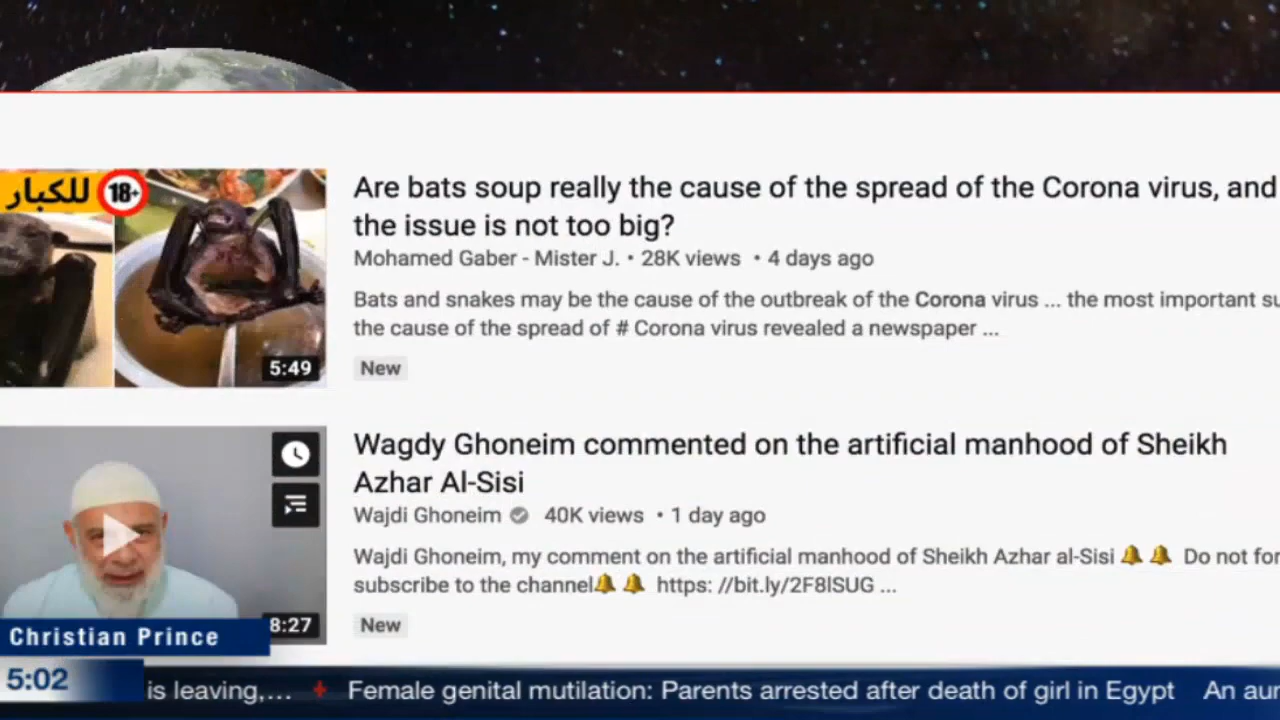 للكبار 18+
Are bats soup really the cause of the spread of the Corona virus, and
the issue is not too big?
Mohamed Gaber - Mister J. • 28K views • 4 days ago
Bats and snakes may be the cause of the outbreak of the Corona virus ... the most important su
the cause of the spread of # Corona virus revealed a newspaper ...
5:49
New
Wagdy Ghoneim commented on the artificial manhood of Sheikh
Azhar Al-Sisi
Wajdi Ghoneim 40K views • 1 day ago
Wajdi Ghoneim, my comment on the artificial manhood of Sheikh Azhar al-Sisi 🔔 🔔 Do not for
subscribe to the channel🔔 🔔 https: //bit.ly/2F8lSUG ...
8:27
New
Christian Prince
5:02
is leaving,... + Female genital mutilation: Parents arrested after death of girl in Egypt An aur